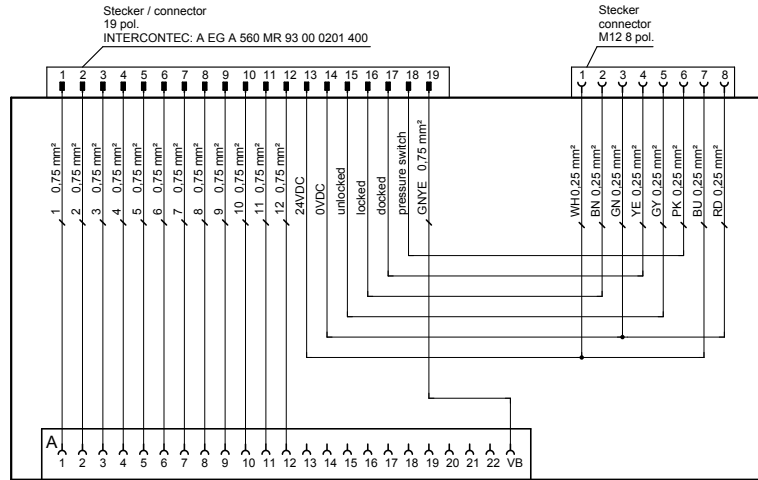 Stecker / connector
19 pol.
INTERCONTEC: A EG A 560 MR 93 00 0201 400
Stecker
connector
M12 8 pol.
1 2 3 4 5 6 7 8 9 10 11 12 13 14 15 16 17 18 19
1 2 3 4 5 6 7 8
1 0,75 mm²
2 0,75 mm²
3 0,75 mm²
4 0,75 mm²
5 0,75 mm²
6 0,75 mm²
7 0,75 mm²
8 0,75 mm²
9 0,75 mm²
10 0,75 mm²
11 0,75 mm²
12 0,75 mm²
24VDC
0VDC
unlocked
locked
docked
pressure switch
GNYE 0,75 mm²
WH 0,25 mm²
BN 0,25 mm²
GN 0,25 mm²
YE 0,25 mm²
GY 0,25 mm²
PK 0,25 mm²
BU 0,25 mm²
RD 0,25 mm²
A
1 2 3 4 5 6 7 8 9 10 11 12 13 14 15 16 17 18 19 20 21 22 VB